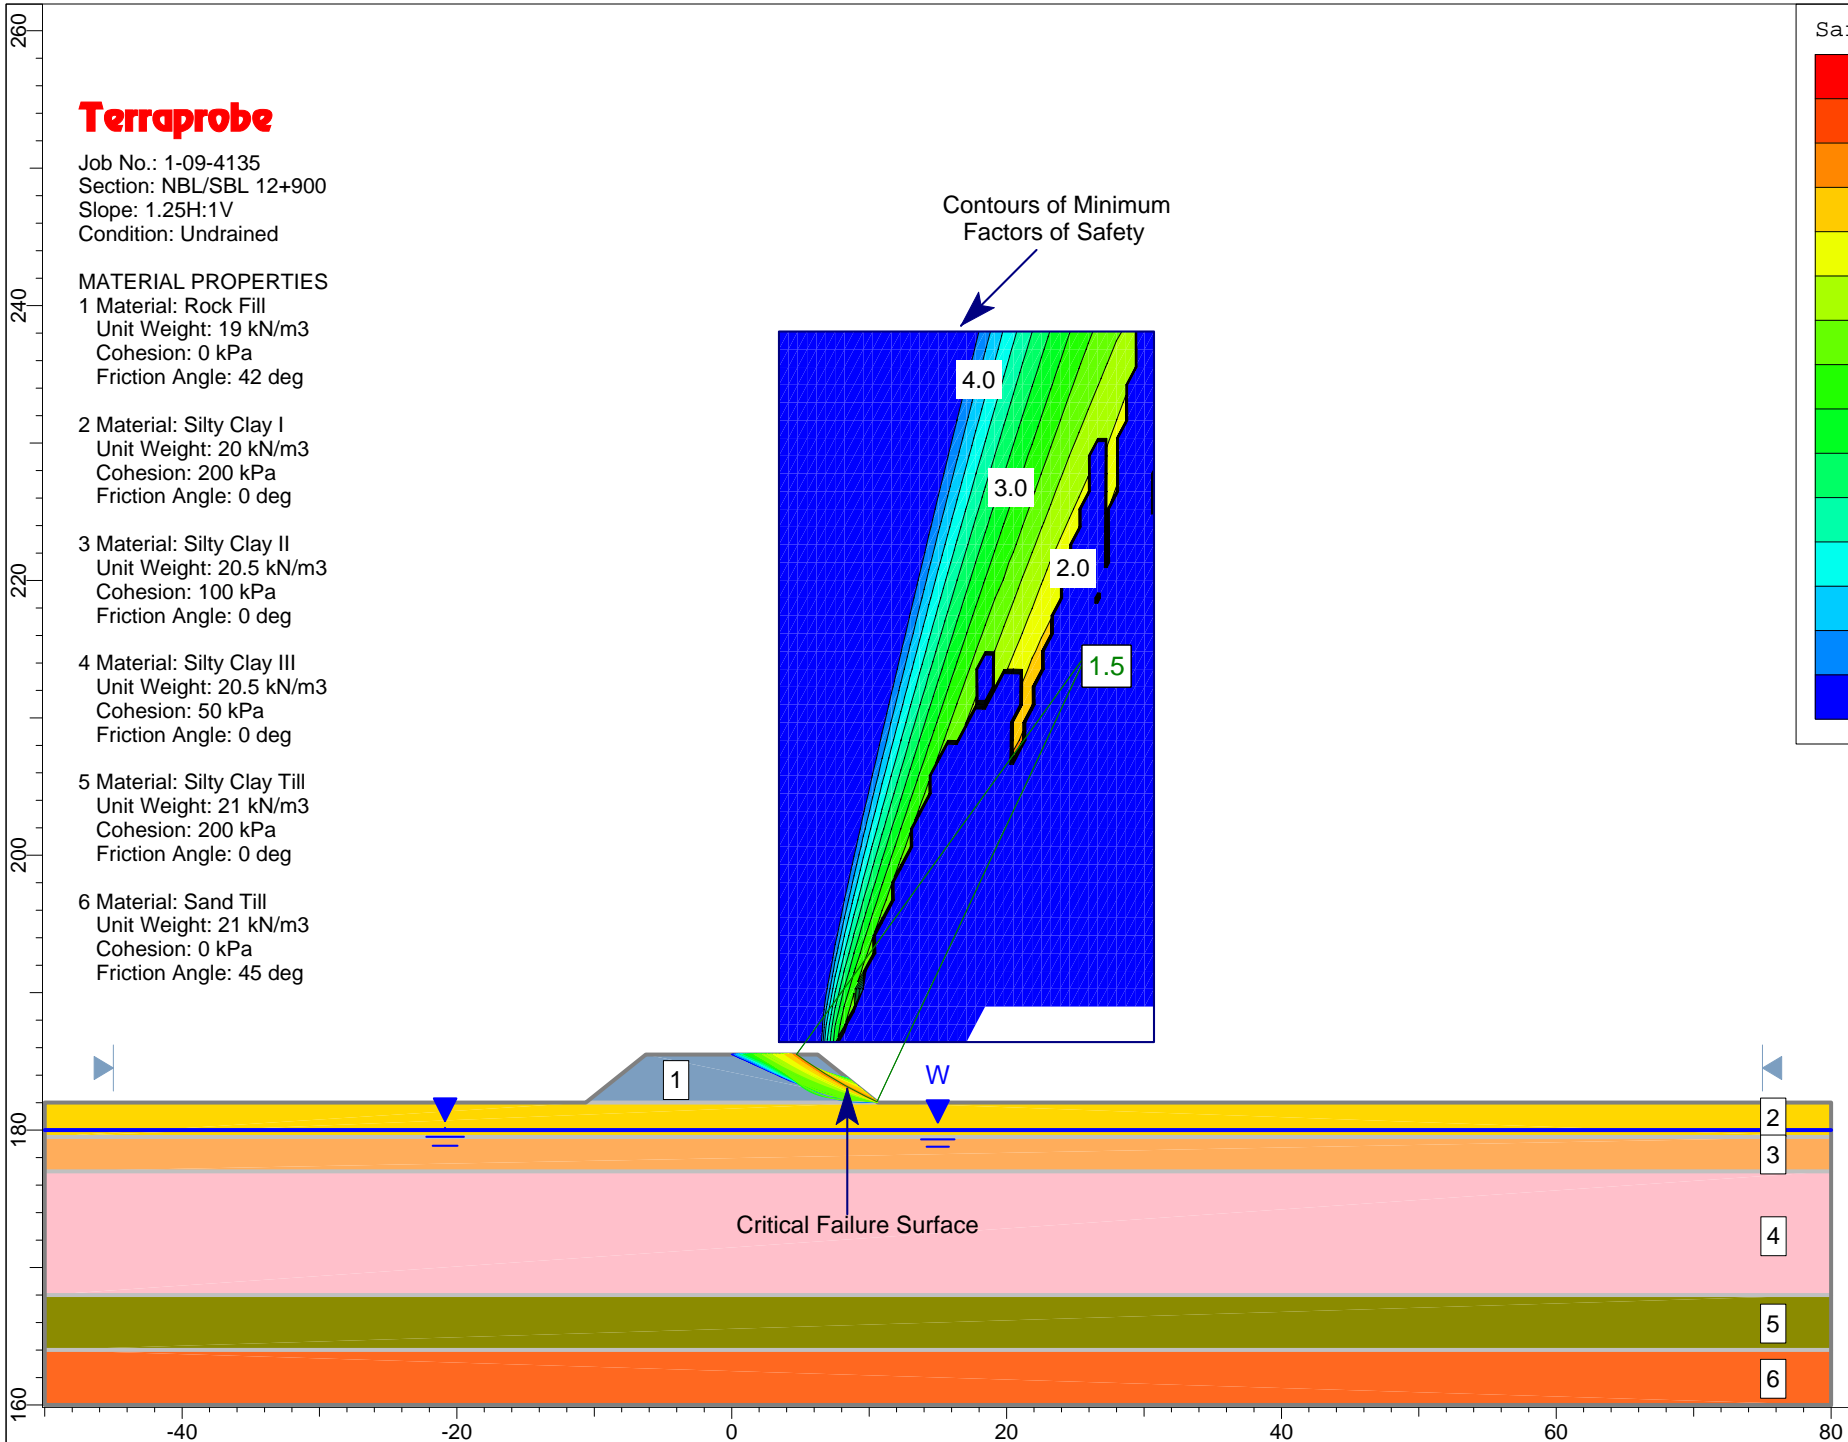 Terraprobe
Job No.: 1-09-4135
Section: NBL/SBL 12+900
Slope: 1.25H:1V
Condition: Undrained
MATERIAL PROPERTIES
1 Material: Rock Fill
Unit Weight: 19 kN/m3
Cohesion: 0 kPa
Friction Angle: 42 deg
2 Material: Silty Clay I
Unit Weight: 20 kN/m3
Cohesion: 200 kPa
Friction Angle: 0 deg
3 Material: Silty Clay II
Unit Weight: 20.5 kN/m3
Cohesion: 100 kPa
Friction Angle: 0 deg
4 Material: Silty Clay III
Unit Weight: 20.5 kN/m3
Cohesion: 50 kPa
Friction Angle: 0 deg
5 Material: Silty Clay Till
Unit Weight: 21 kN/m3
Cohesion: 200 kPa
Friction Angle: 0 deg
6 Material: Sand Till
Unit Weight: 21 kN/m3
Cohesion: 0 kPa
Friction Angle: 45 deg
Contours of Minimum
Factors of Safety
4.0
3.0
2.0
1.5
W
1
2
3
4
5
6
Critical Failure Surface
260
240
220
200
180
160
-40
-20
0
20
40
60
80